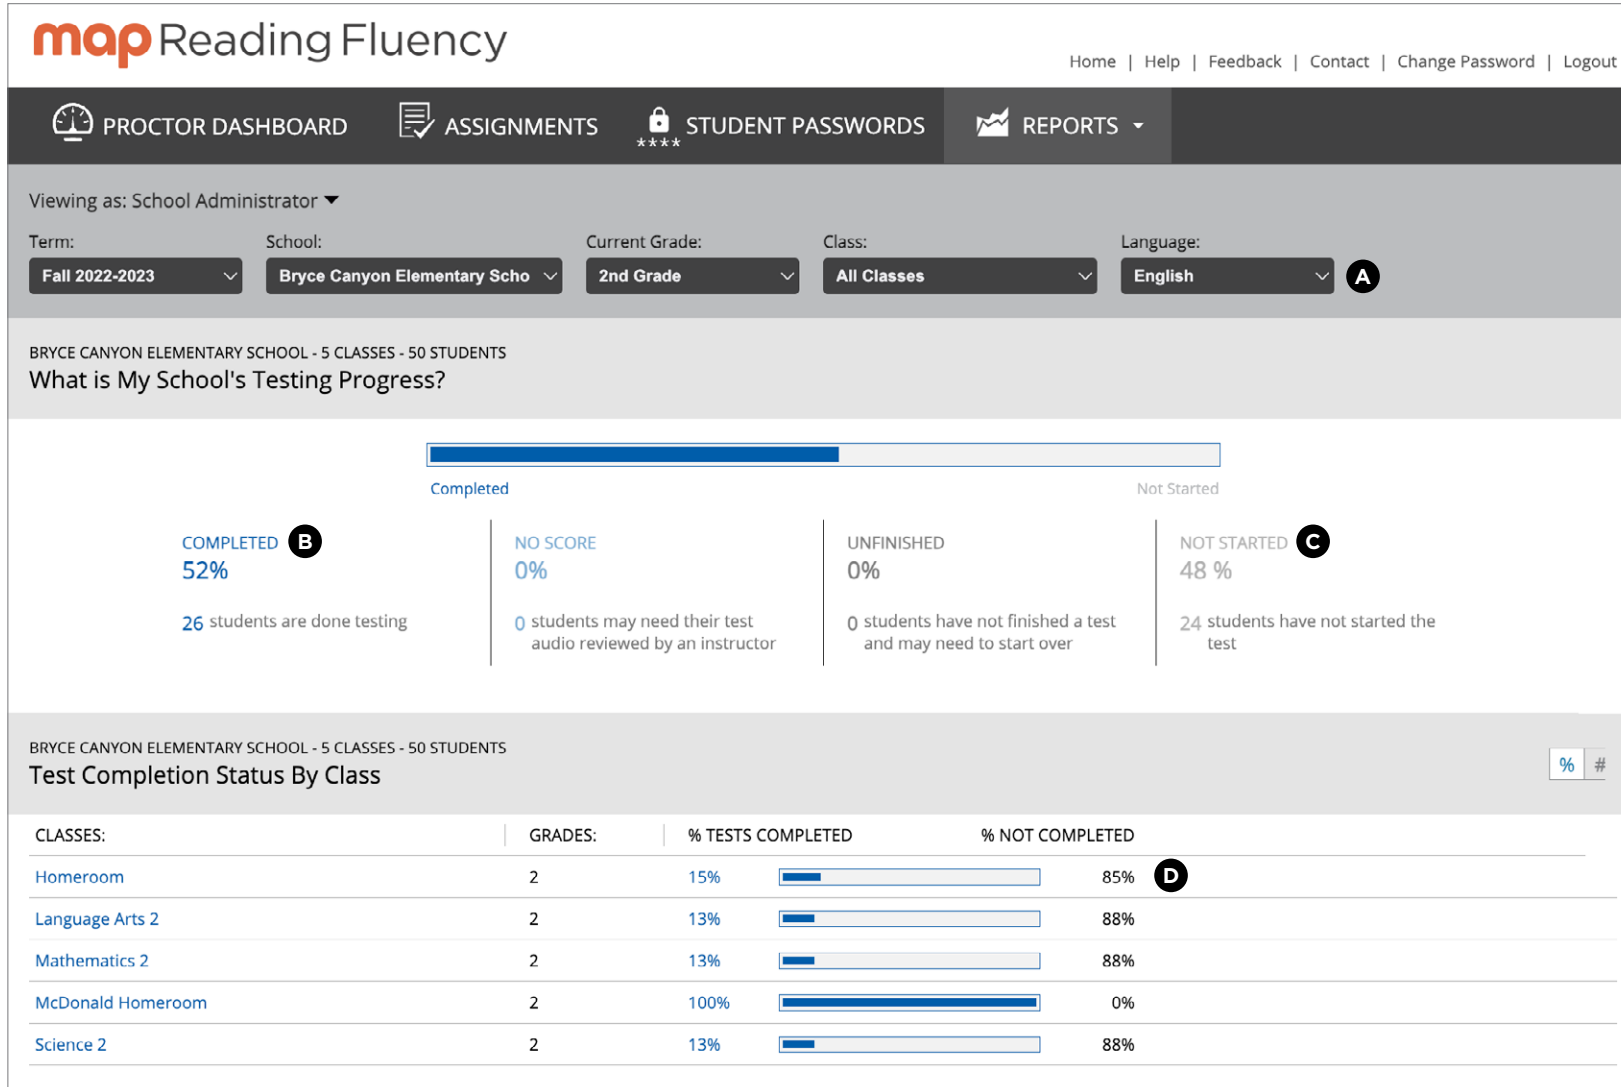 map Reading Fluency
Home | Help | Feedback | Contact | Change Password | Logout
PROCTOR DASHBOARD ASSIGNMENTS **** STUDENT PASSWORDS REPORTS
Viewing as: School Administrator
Term: School: Current Grade: Class: Language:
Fall 2022-2023 Bryce Canyon Elementary Scho 2nd Grade All Classes English A
BRYCE CANYON ELEMENTARY SCHOOL - 5 CLASSES - 50 STUDENTS
What is My School's Testing Progress?
Completed Not Started
COMPLETED B NO SCORE UNFINISHED NOT STARTED C
52% 0% 0% 48 %
26 students are done testing 0 students may need their test 0 students have not finished a test 24 students have not started the
audio reviewed by an instructor and may need to start over test
BRYCE CANYON ELEMENTARY SCHOOL - 5 CLASSES - 50 STUDENTS
Test Completion Status By Class % #
CLASSES: GRADES: % TESTS COMPLETED % NOT COMPLETED
Homeroom 2 15% 85% D
Language Arts 2 2 13% 88%
Mathematics 2 2 13% 88%
McDonald Homeroom 2 100% 0%
Science 2 2 13% 88%